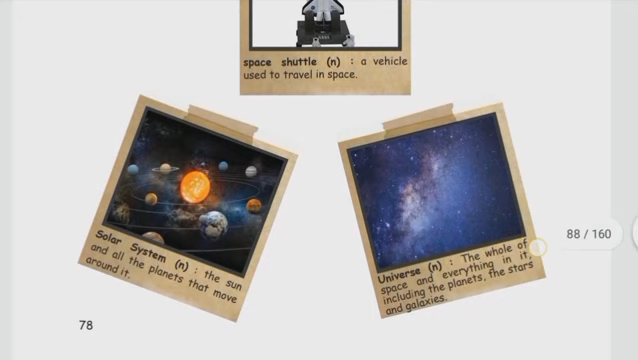 space shuttle (n) : a vehicle
used to travel in space.
Solar System (n) : the sun
and all the planets that move
around it.
Universe (n) : The whole of
space and everything in it,
including the planets, the stars
and galaxies.
88 / 160
78